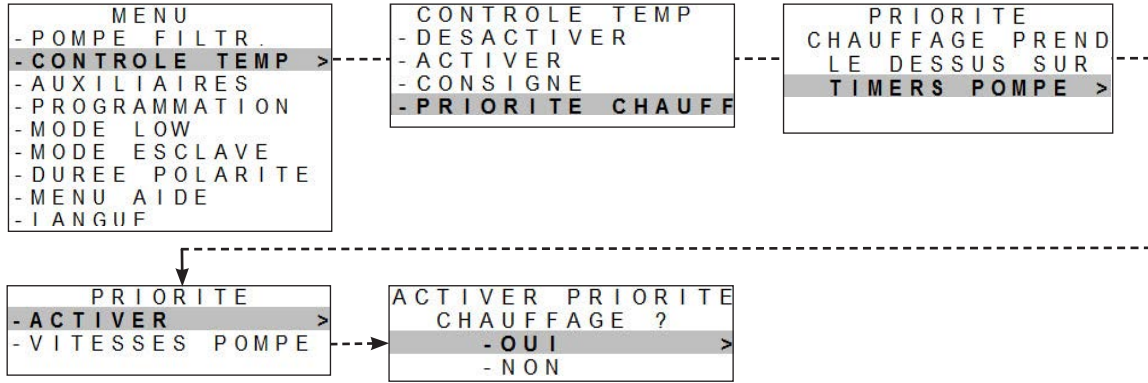 MENU
-POMPE FILTR.
-CONTROLE TEMP >
-AUXILIAIRES
-PROGRAMMATION
-MODE LOW
-MODE ESCLAVE
-DUREE POLARITE
-MENU AIDE
-LANGUE
CONTROLE TEMP
-DESACTIVER
-ACTIVER
-CONSIGNE
-PRIORITE CHAUFF
PRIORITE
CHAUFFAGE PREND
LE DESSUS SUR
TIMERS POMPE >
PRIORITE
-ACTIVER >
-VITESSES POMPE
ACTIVER PRIORITE
CHAUFFAGE ?
-OUI >
-NON